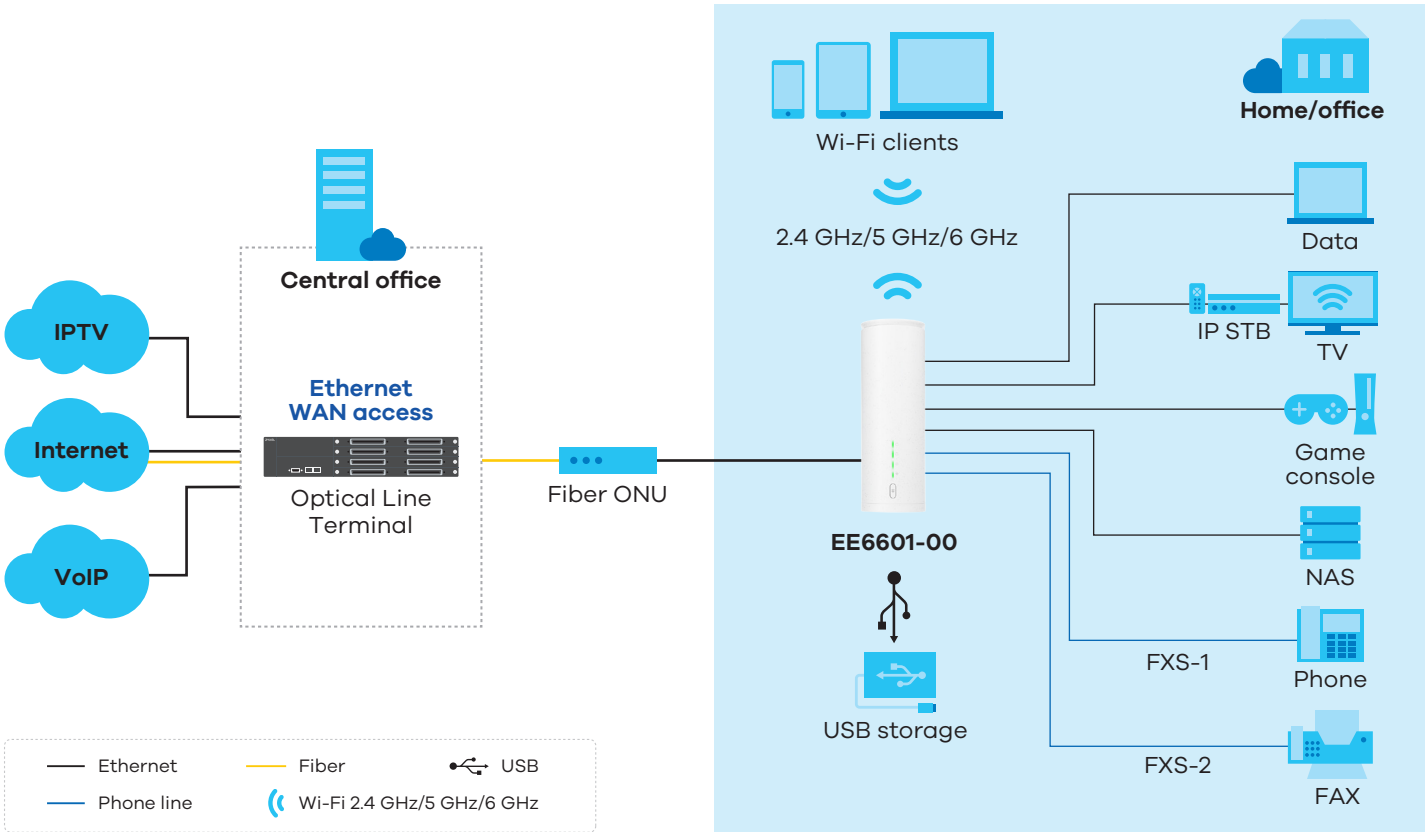 Home/office
Wi-Fi clients
2.4 GHz/5 GHz/6 GHz
Data
Central office
IP STB
TV
IPTV
Ethernet
WAN access
Internet
Game
console
Optical Line
Terminal
Fiber ONU
EE6601-00
VoIP
NAS
FXS-1
Phone
USB storage
FXS-2
FAX
Ethernet
Fiber
USB
Phone line
Wi-Fi 2.4 GHz/5 GHz/6 GHz